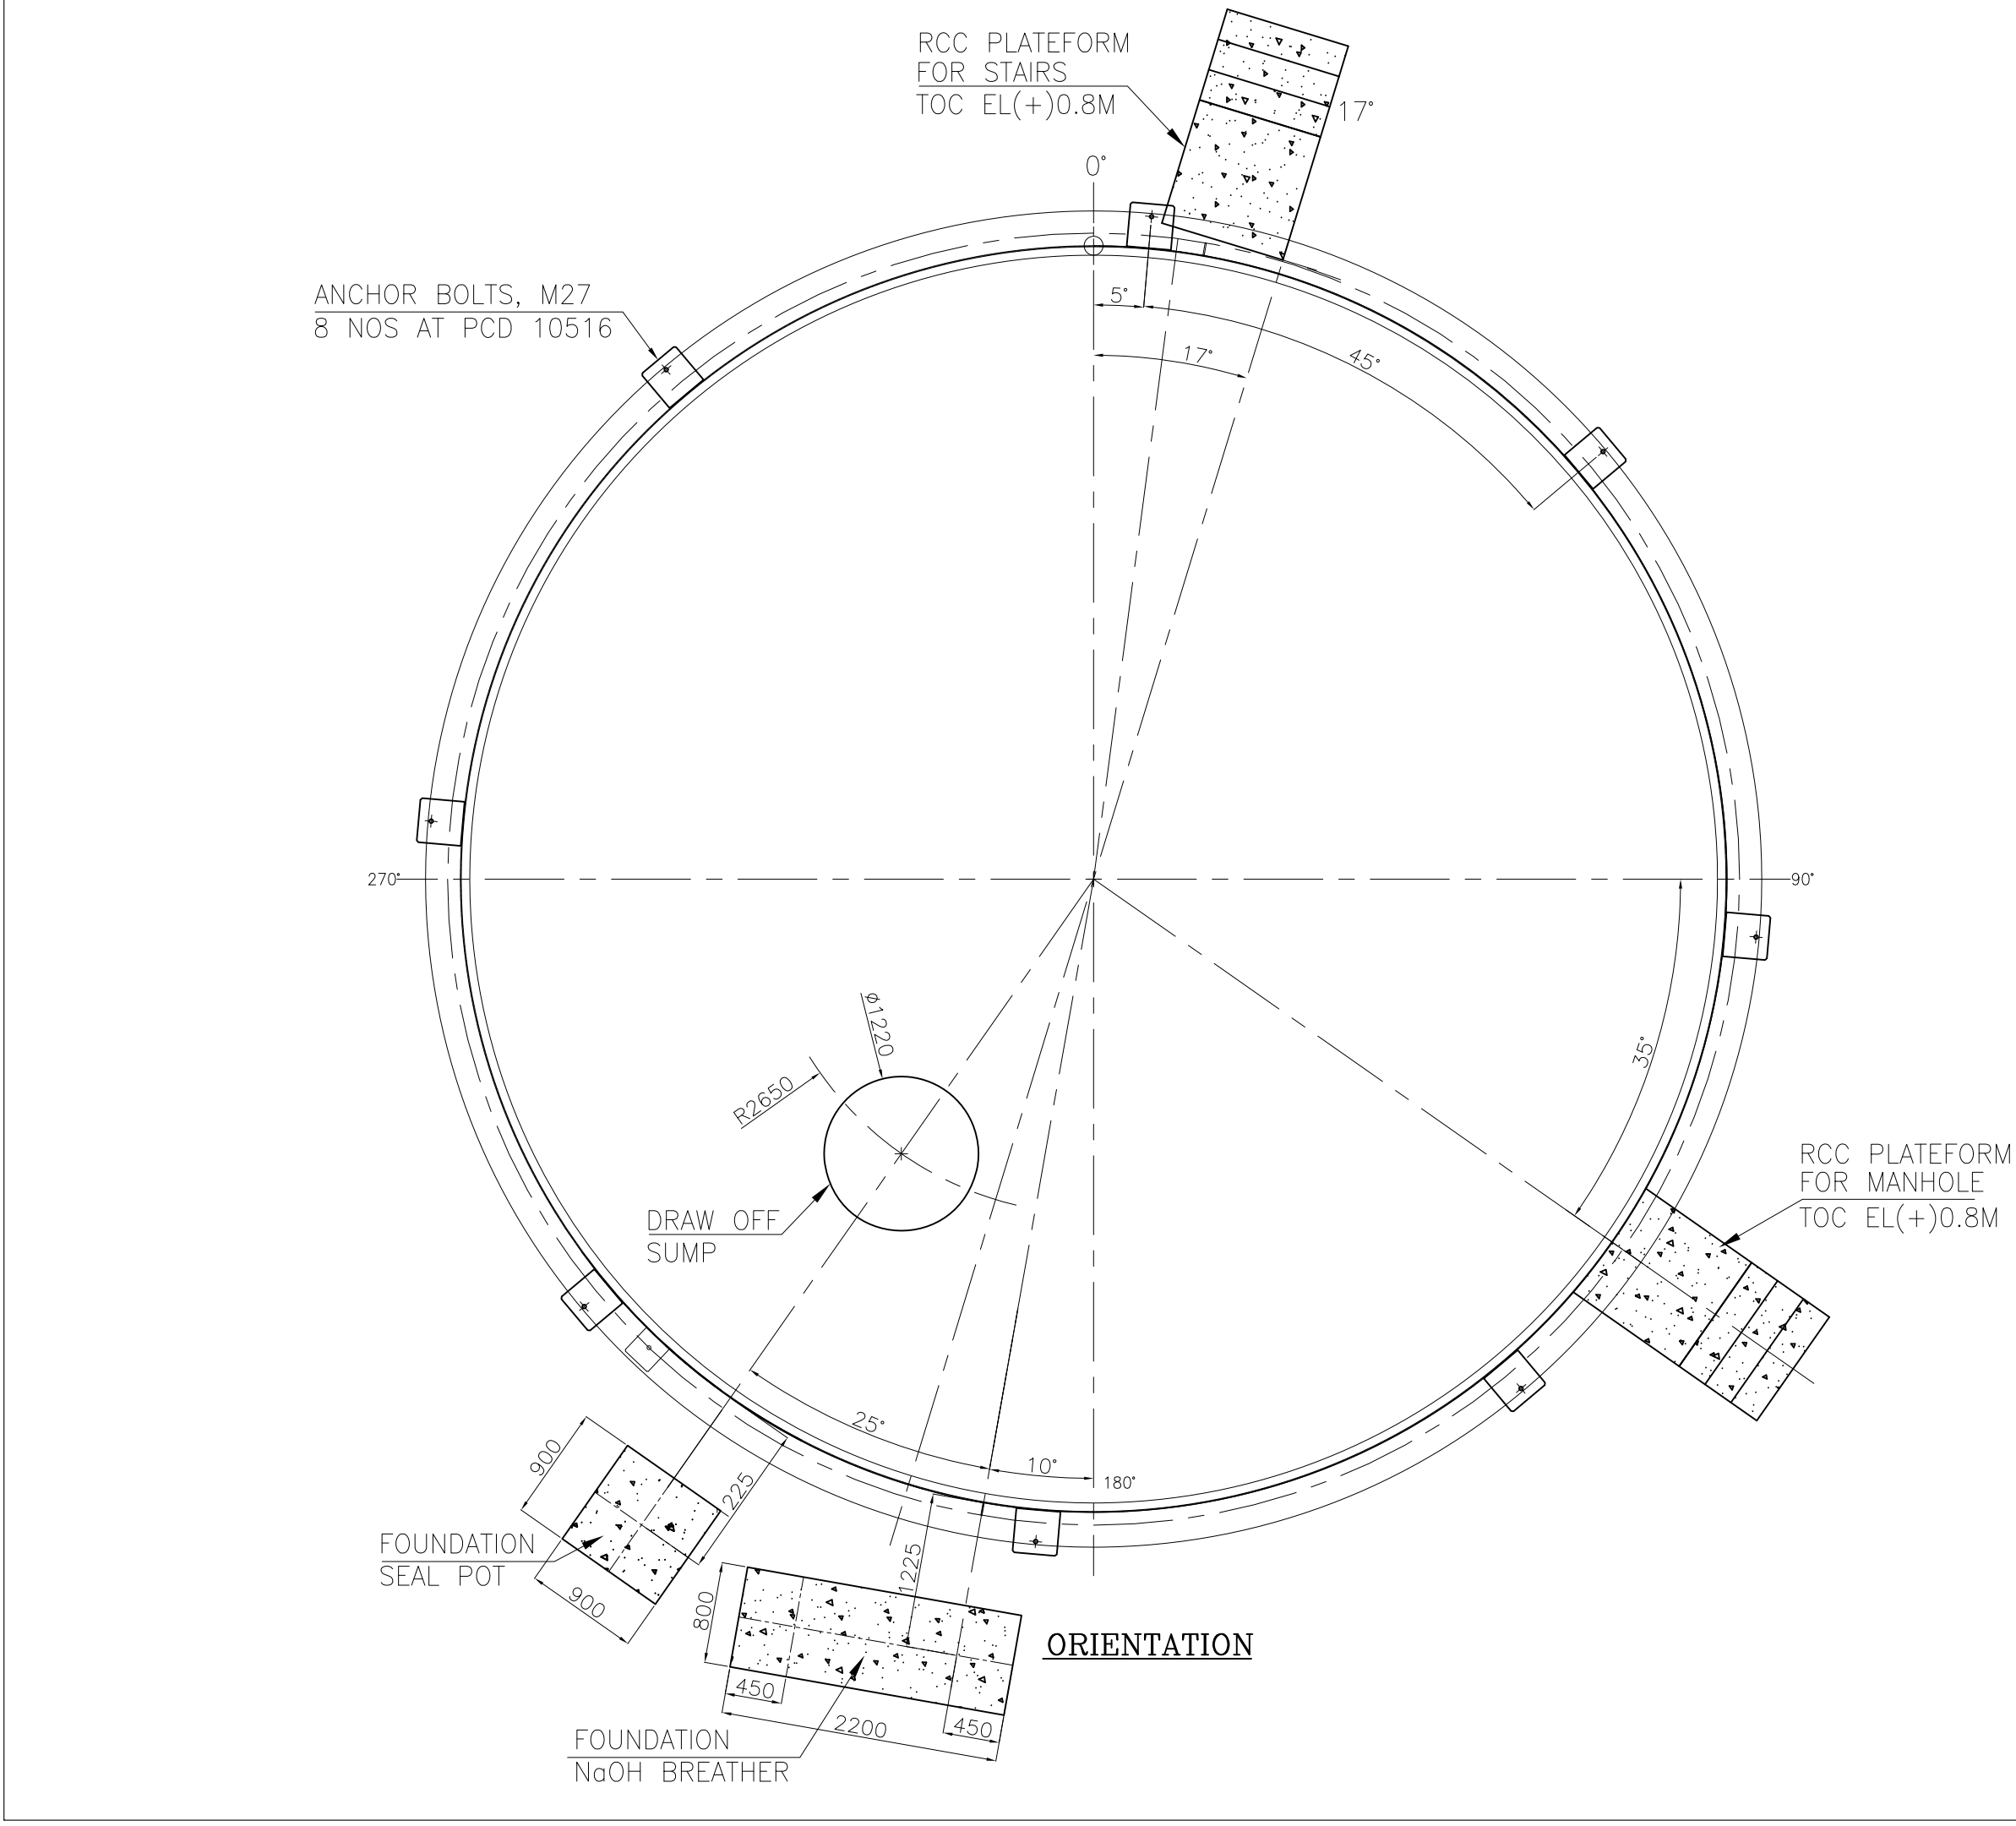 RCC PLATEFORM
FOR STAIRS
TOC EL(+)0.8M
17°
0°
ANCHOR BOLTS, M27
8 NOS AT PCD 10516
5°
17°
45°
270°
90°
35°
ø1220
R2650
DRAW OFF
SUMP
RCC PLATEFORM
FOR MANHOLE
TOC EL(+)0.8M
25°
10°
180°
900
225
FOUNDATION
SEAL POT
900
1225
800
ORIENTATION
450
2200
450
FOUNDATION
NaOH BREATHER